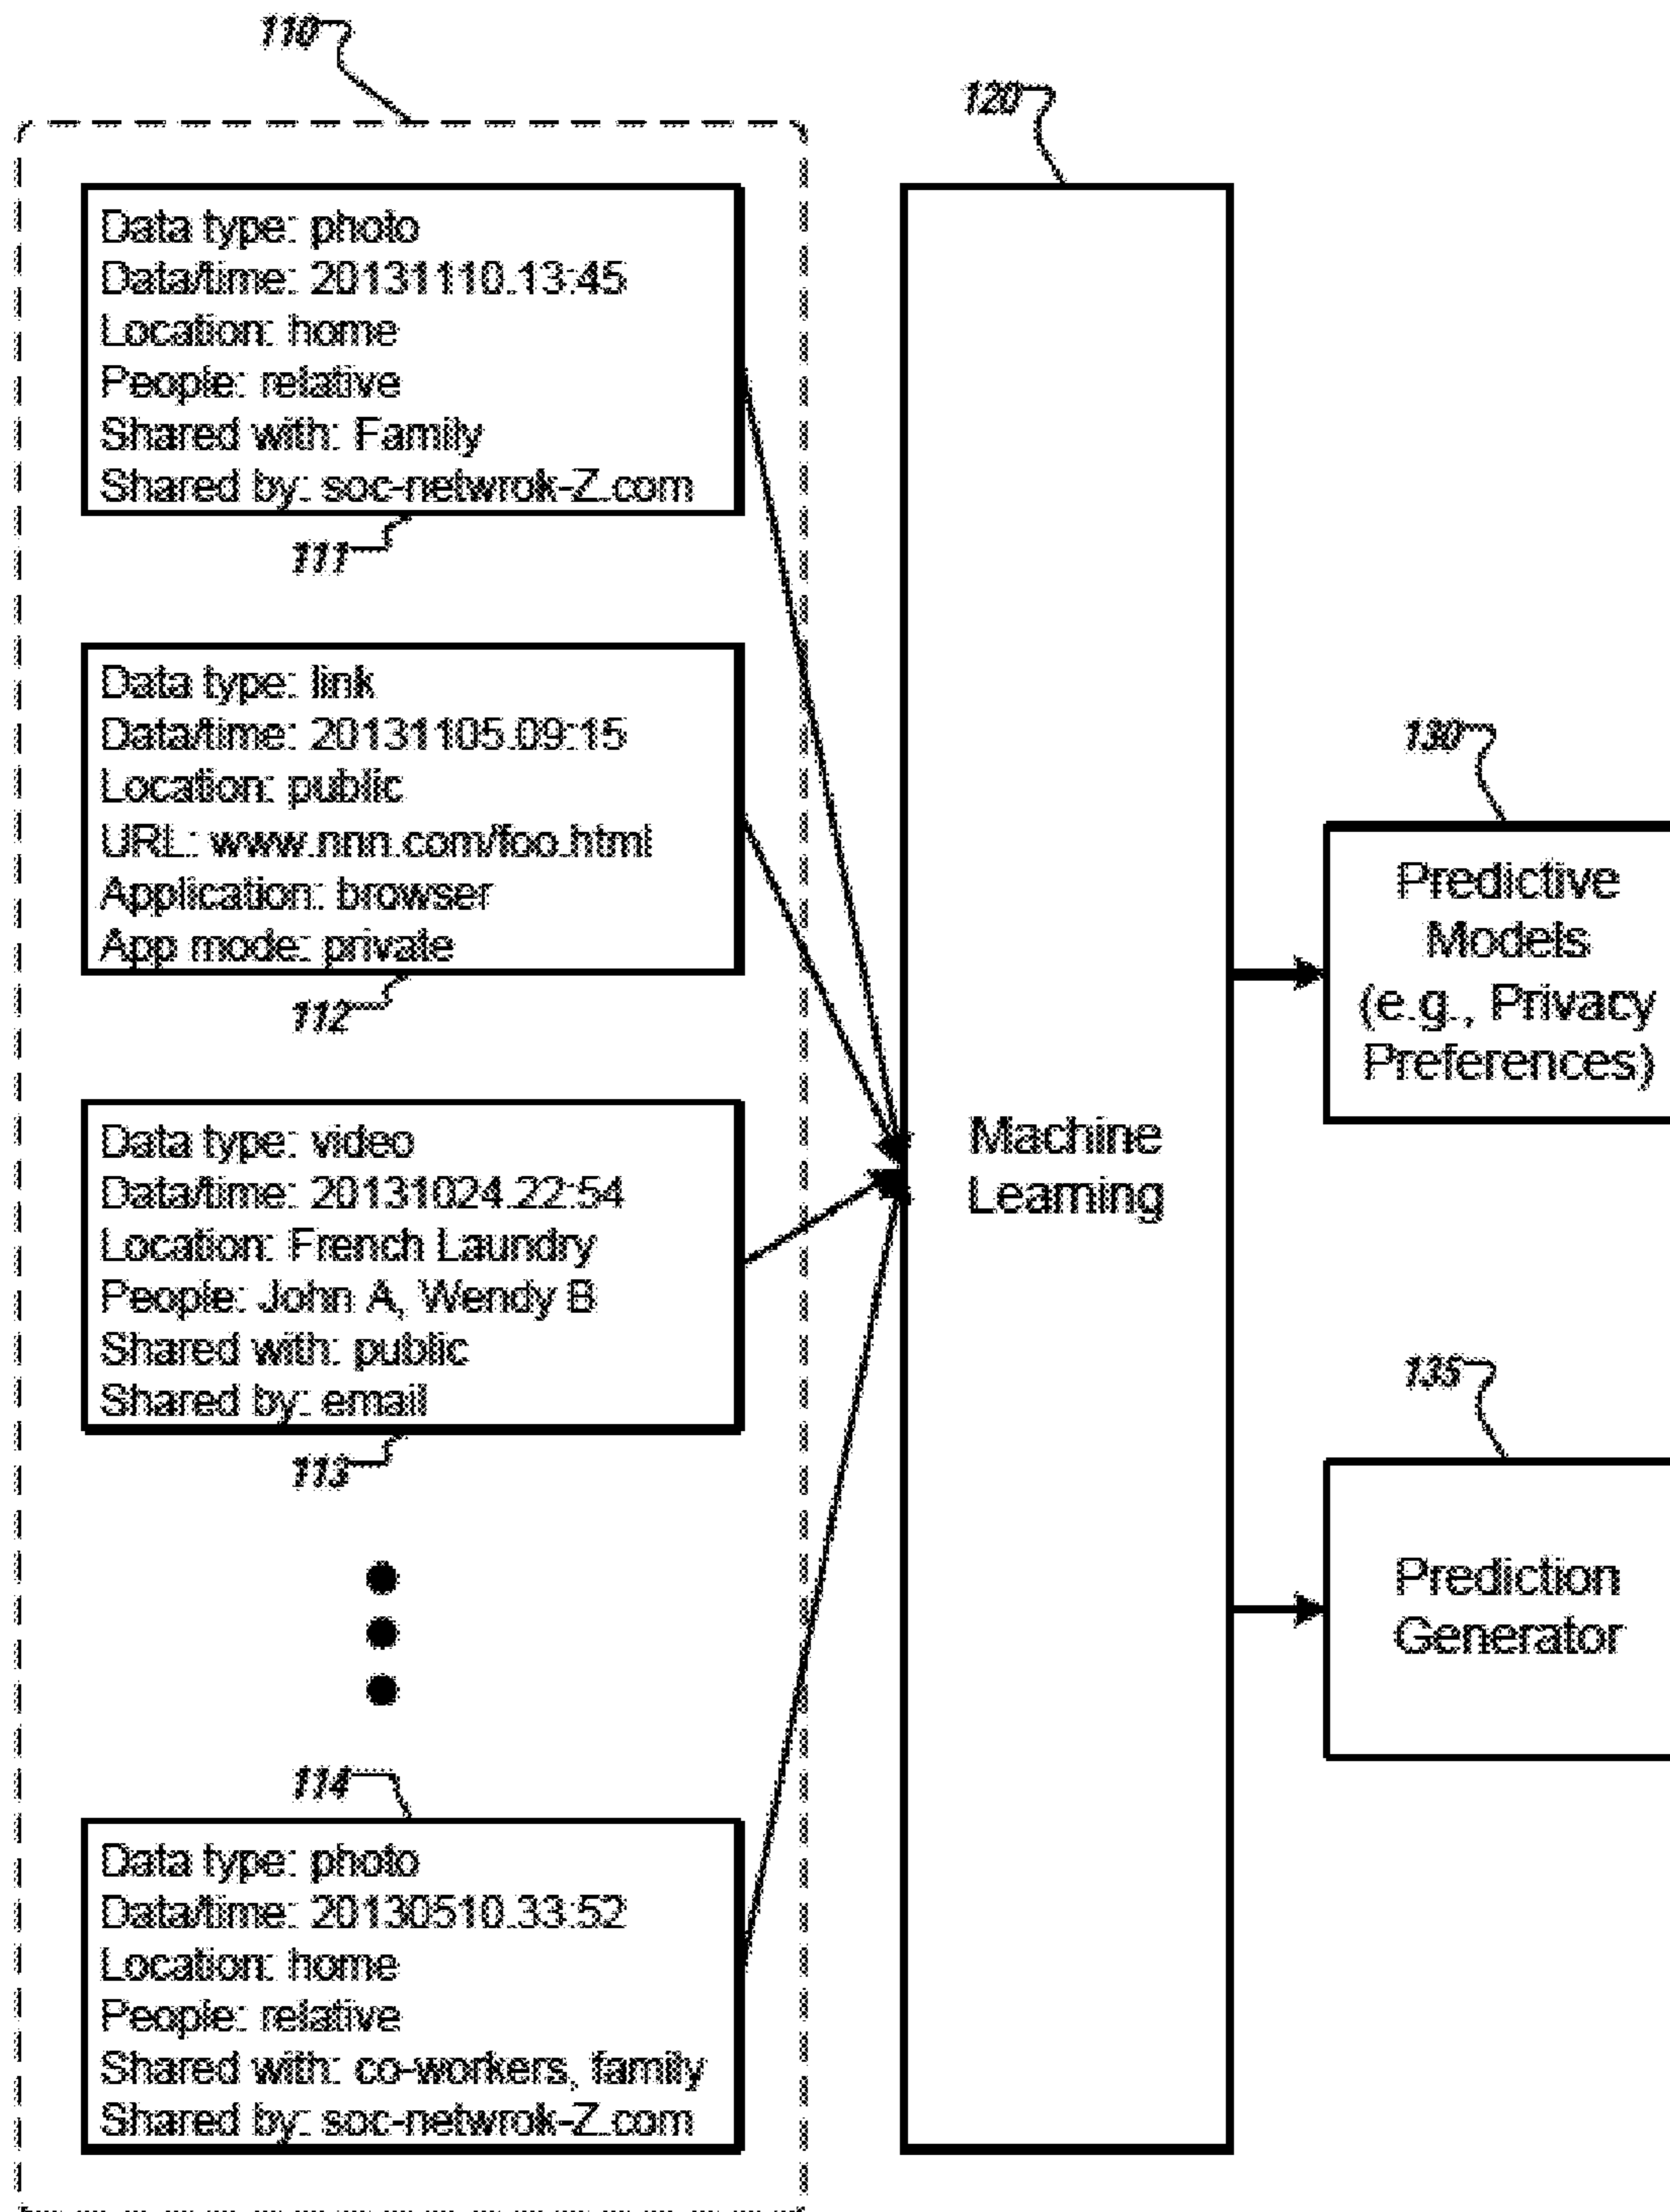 110
120
Data type: photo
Data/time: 20131110.13:45
Location: home
People: relative
Shared with: Family
Shared by: soc-netwrok-Z.com
111
Data type: link
Data/time: 20131105.09:15
Location: public
URL: www.nnn.com/foo.html
Application: browser
App mode: private
112
Data type: video
Data/time: 20131024.22:54
Location: French Laundry
People: John A, Wendy B
Shared with: public
Shared by: email
113
114
Data type: photo
Data/time: 20130510.33:52
Location: home
People: relative
Shared with: co-workers, family
Shared by: soc-netwrok-Z.com
Machine
Learning
130
Predictive
Models
(e.g., Privacy
Preferences)
135
Prediction
Generator